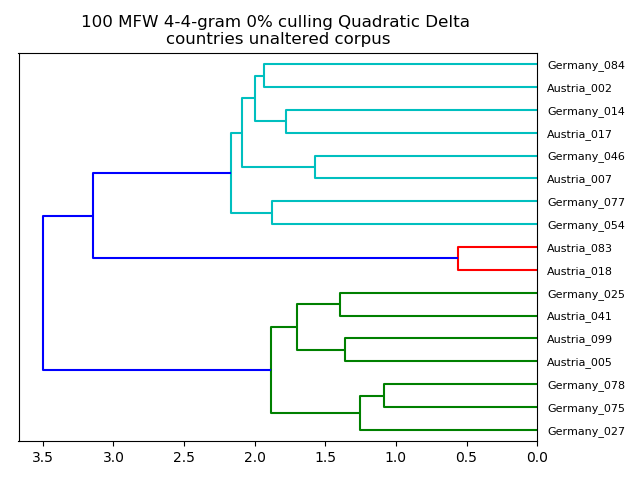 100 MFW 4-4-gram 0% culling Quadratic Delta
countries unaltered corpus
Germany_084
Austria_002
Germany_014
Austria_017
Germany_046
Austria_007
Germany_077
Germany_054
Austria_083
Austria_018
Germany_025
Austria_041
Austria_099
Austria_005
Germany_078
Germany_075
Germany_027
3.5 3.0 2.5 2.0 1.5 1.0 0.5 0.0